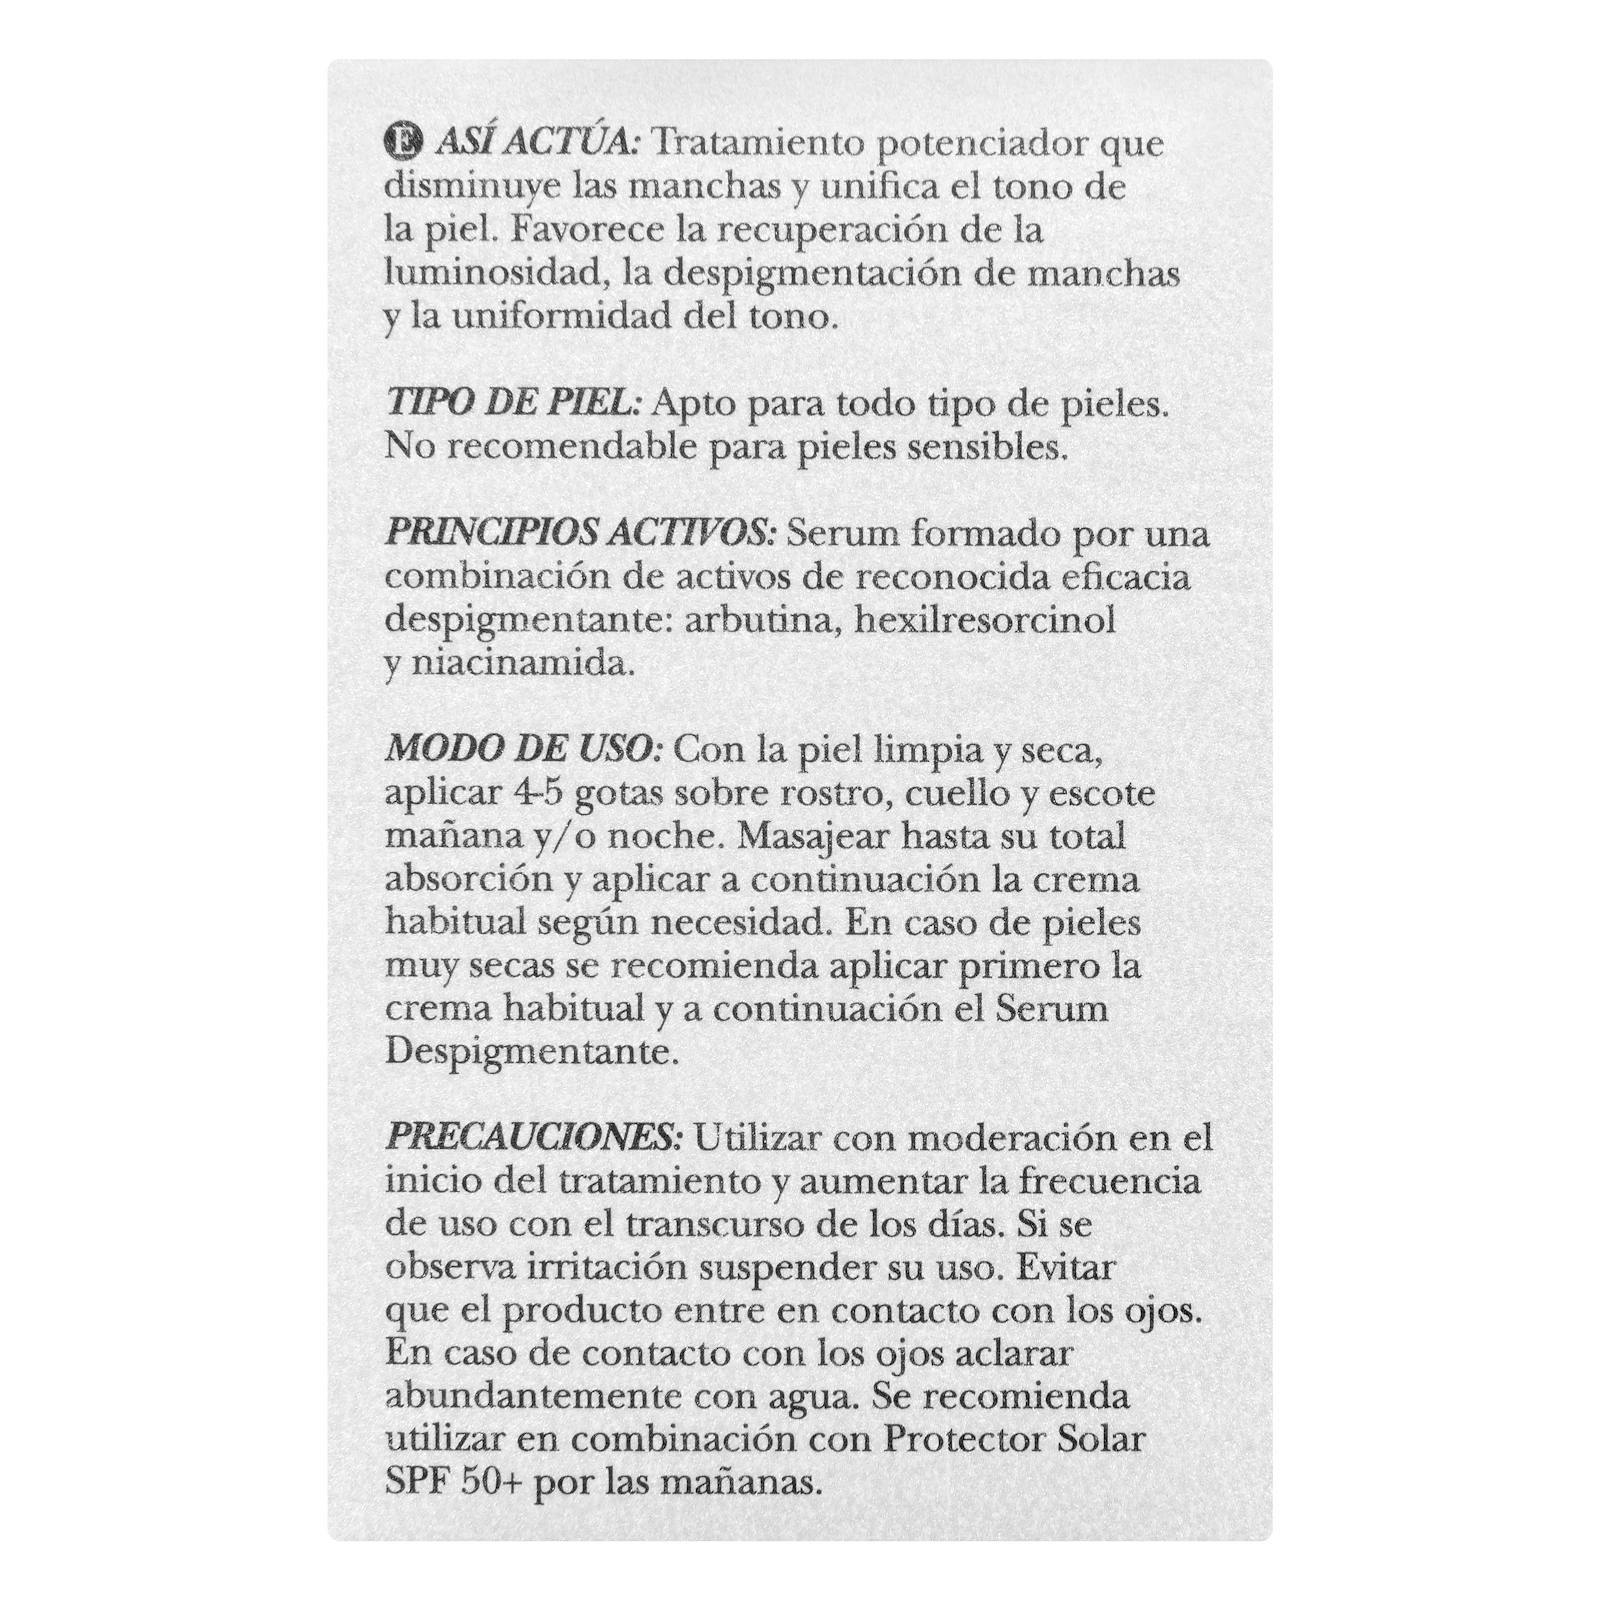 E ASÍ ACTÚA: Tratamiento potenciador que
disminuye las manchas y unifica el tono de
la piel. Favorece la recuperación de la
luminosidad, la despigmentación de manchas
y la uniformidad del tono.
TIPO DE PIEL: Apto para todo tipo de pieles.
No recomendable para pieles sensibles.
PRINCIPIOS ACTIVOS: Serum formado por una
combinación de activos de reconocida eficacia
despigmentante: arbutina, hexilresorcinol
y niacinamida.
MODO DE USO: Con la piel limpia y seca,
aplicar 4-5 gotas sobre rostro, cuello y escote
mañana y/o noche. Masajear hasta su total
absorción y aplicar a continuación la crema
habitual según necesidad. En caso de pieles
muy secas se recomienda aplicar primero la
crema habitual y a continuación el Serum
Despigmentante.
PRECAUCIONES: Utilizar con moderación en el
inicio del tratamiento y aumentar la frecuencia
de uso con el transcurso de los días. Si se
observa irritación suspender su uso. Evitar
que el producto entre en contacto con los ojos.
En caso de contacto con los ojos aclarar
abundantemente con agua. Se recomienda
utilizar en combinación con Protector Solar
SPF 50+ por las mañanas.